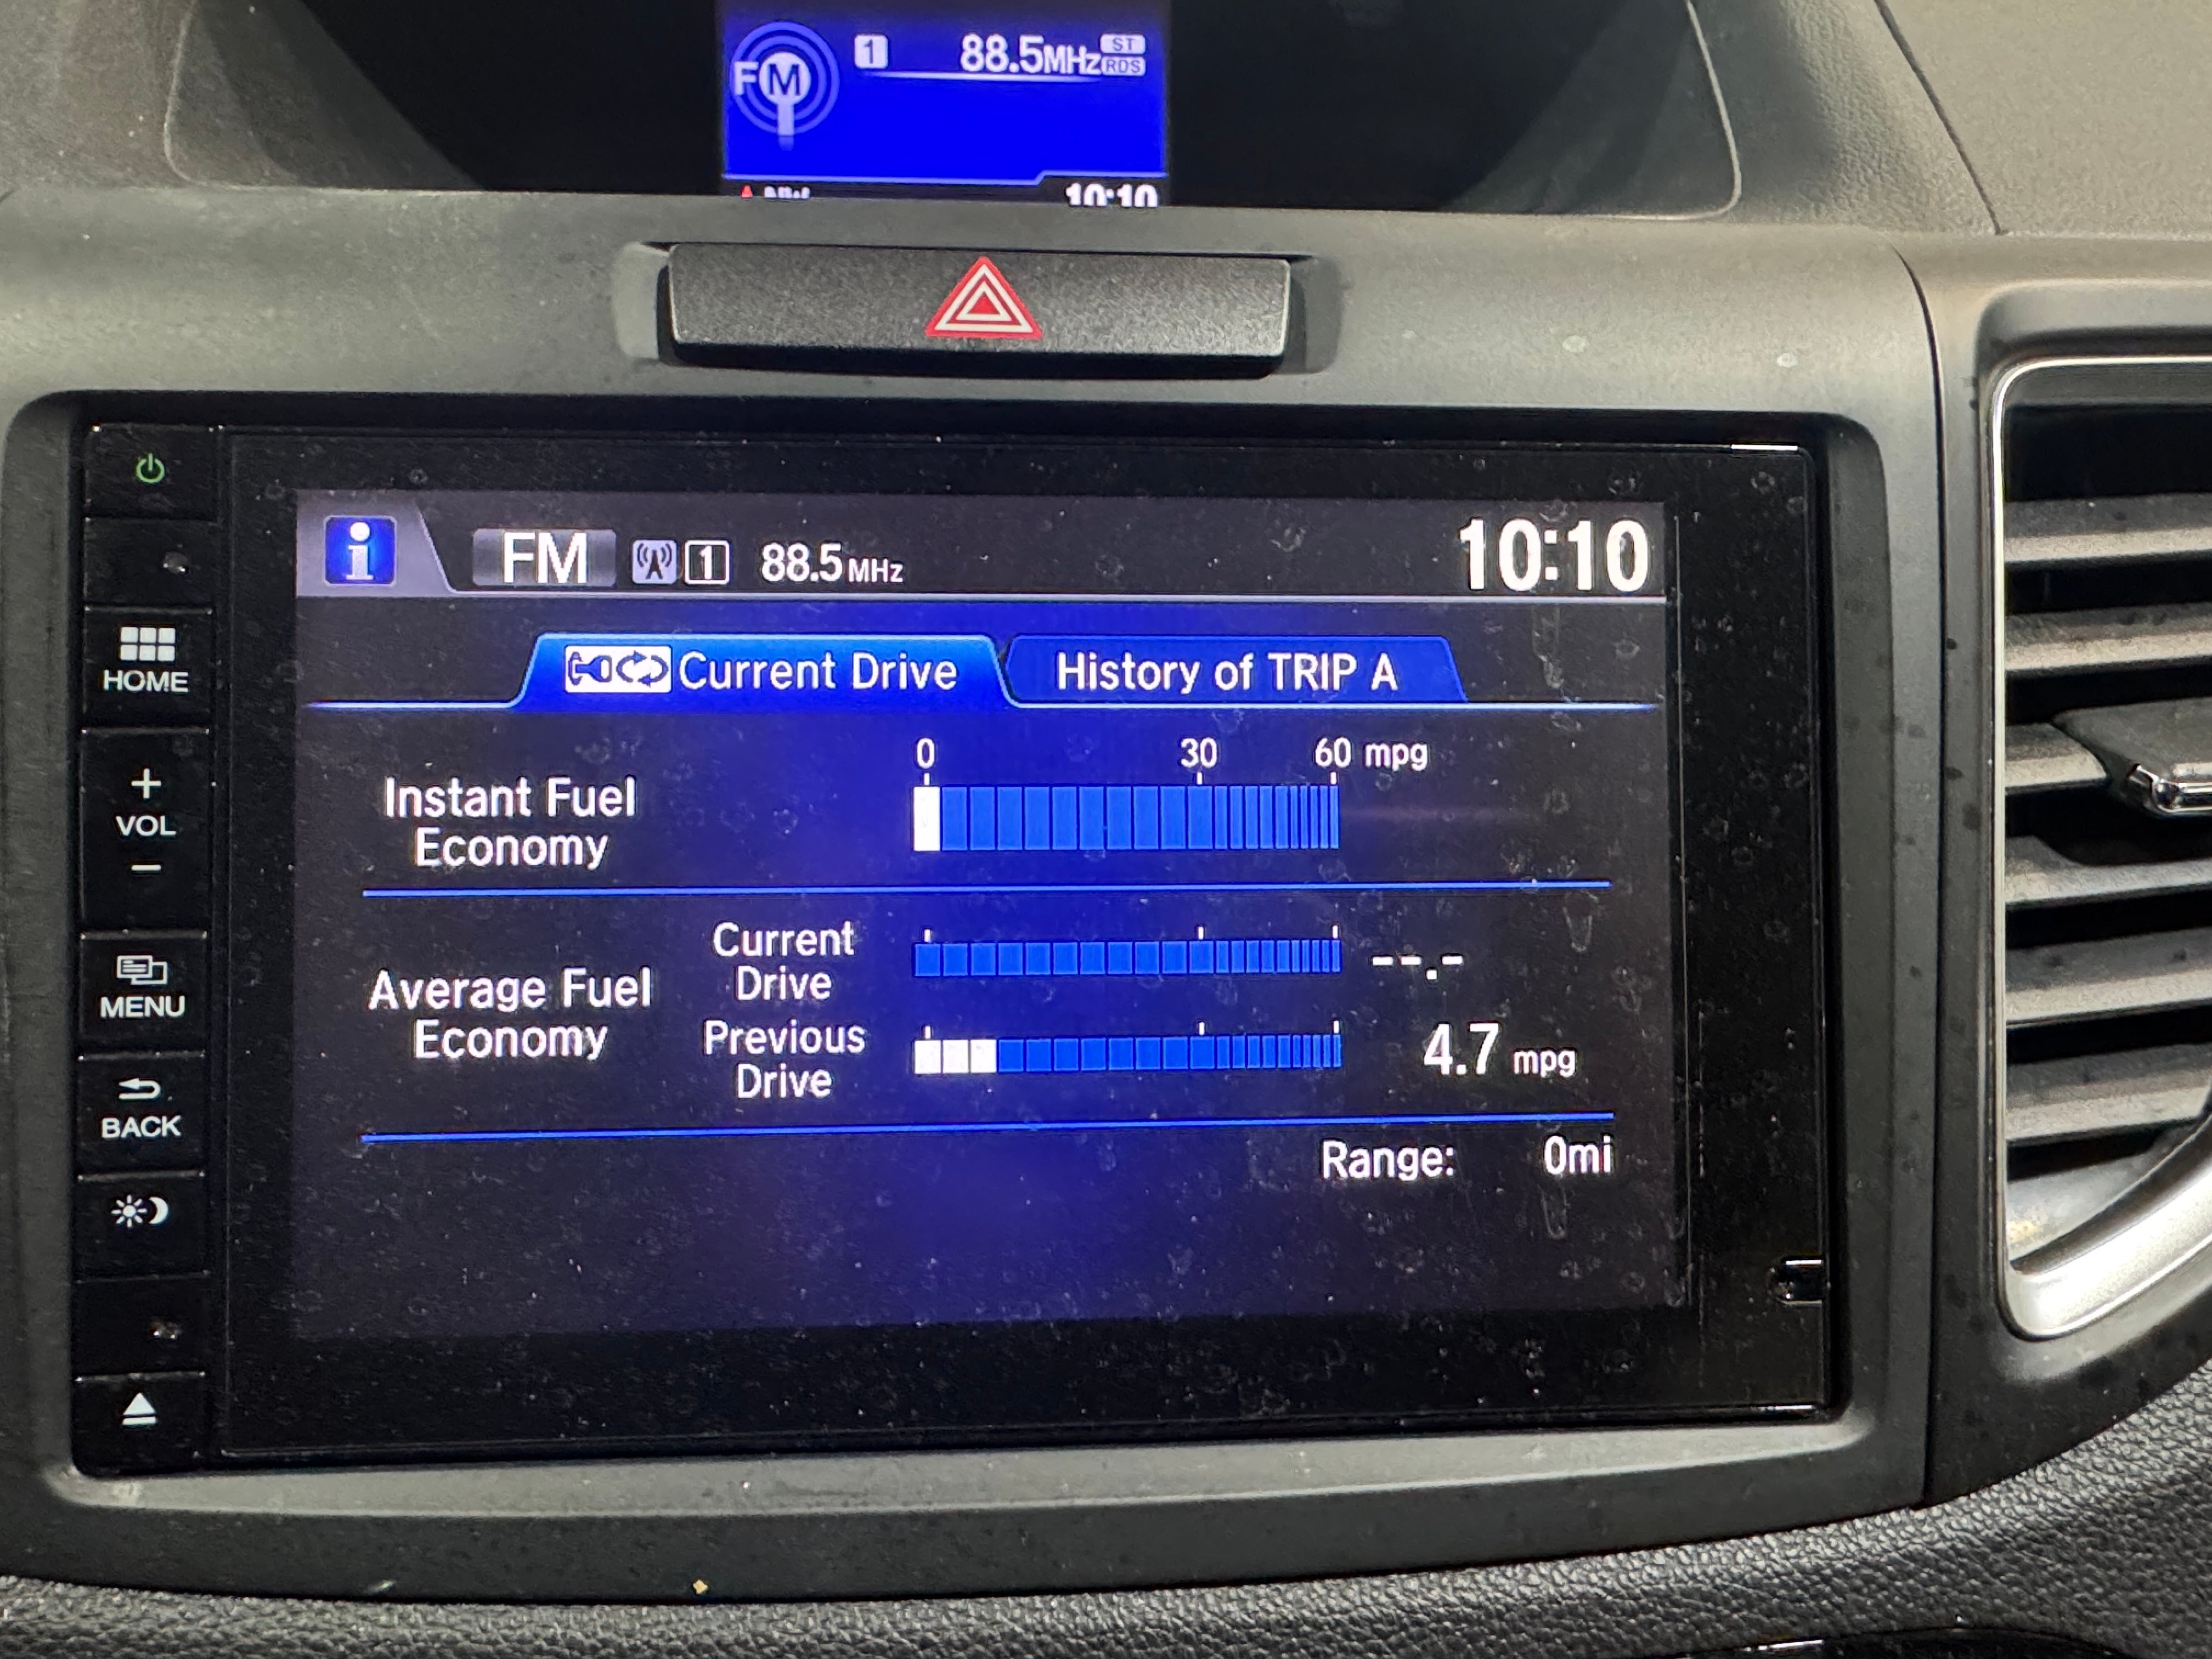 FM 1 88.5MHz ST
RDS
10:10
FM 1 88.5MHz 10:10
HOME
VOL
MENU
BACK
Current Drive History of TRIP A
0 30 60 mpg
Instant Fuel
Economy
Average Fuel
Economy
Current
Drive
--.-
Previous
Drive
4.7 mpg
Range: 0mi